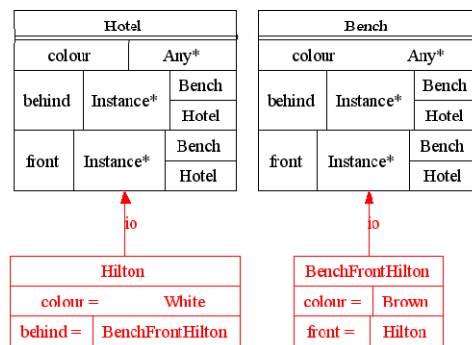 Hotel
colour Any*
behind Instance* Bench
Hotel
front Instance* Bench
Hotel
Bench
colour Any*
behind Instance* Bench
Hotel
front Instance* Bench
Hotel
io
io
Hilton
colour = White
behind = BenchFrontHilton
BenchFrontHilton
colour = Brown
front = Hilton